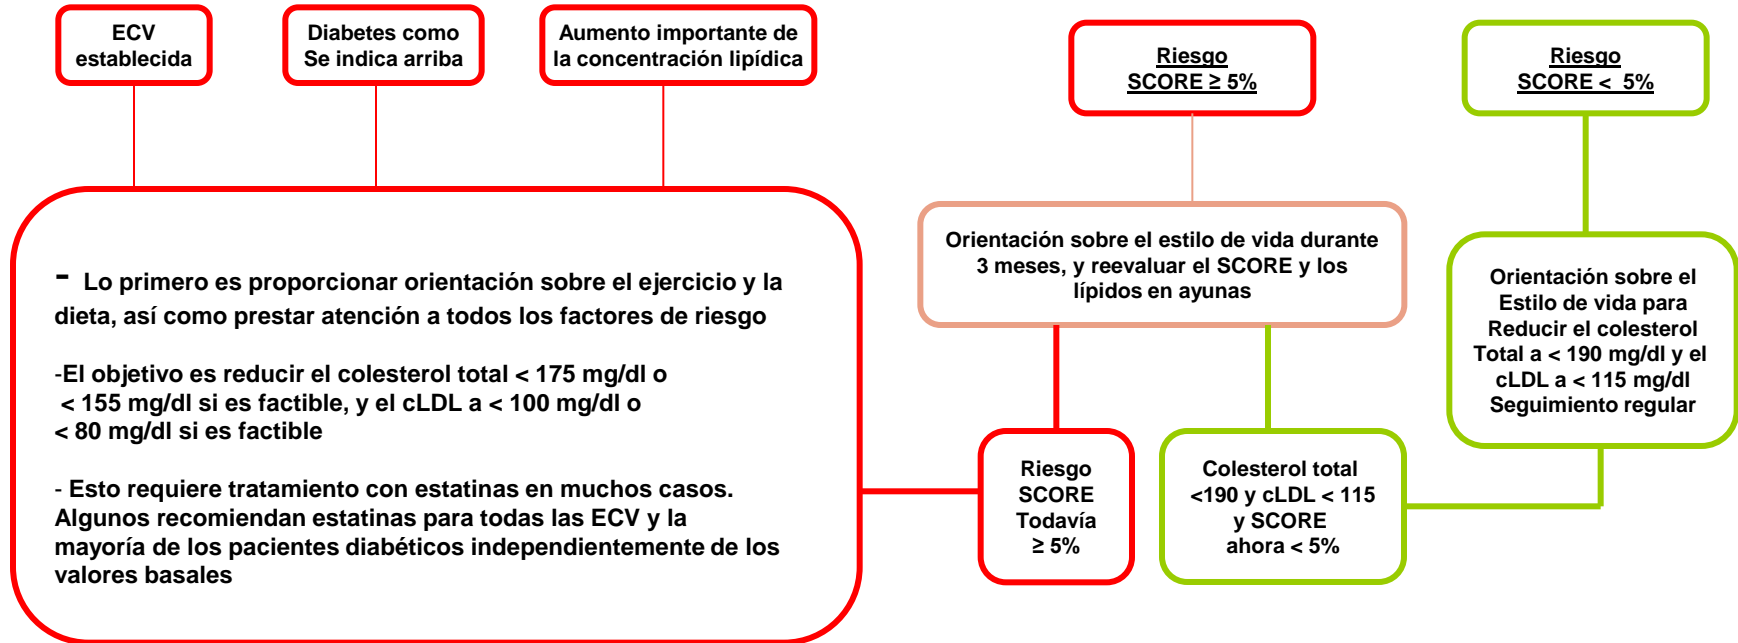 ECV
establecida
Diabetes como
Se indica arriba
Aumento importante de
la concentración lipídica
Riesgo
SCORE ≥ 5%
Riesgo
SCORE < 5%
- Lo primero es proporcionar orientación sobre el ejercicio y la
dieta, así como prestar atención a todos los factores de riesgo
-El objetivo es reducir el colesterol total < 175 mg/dl o
< 155 mg/dl si es factible, y el cLDL a < 100 mg/dl o
< 80 mg/dl si es factible
- Esto requiere tratamiento con estatinas en muchos casos.
Algunos recomiendan estatinas para todas las ECV y la
mayoría de los pacientes diabéticos independientemente de los
valores basales
Orientación sobre el estilo de vida durante
3 meses, y reevaluar el SCORE y los
lípidos en ayunas
Orientación sobre el
Estilo de vida para
Reducir el colesterol
Total a < 190 mg/dl y el
cLDL a < 115 mg/dl
Seguimiento regular
Riesgo
SCORE
Todavía
≥ 5%
Colesterol total
<190 y cLDL < 115
y SCORE
ahora < 5%